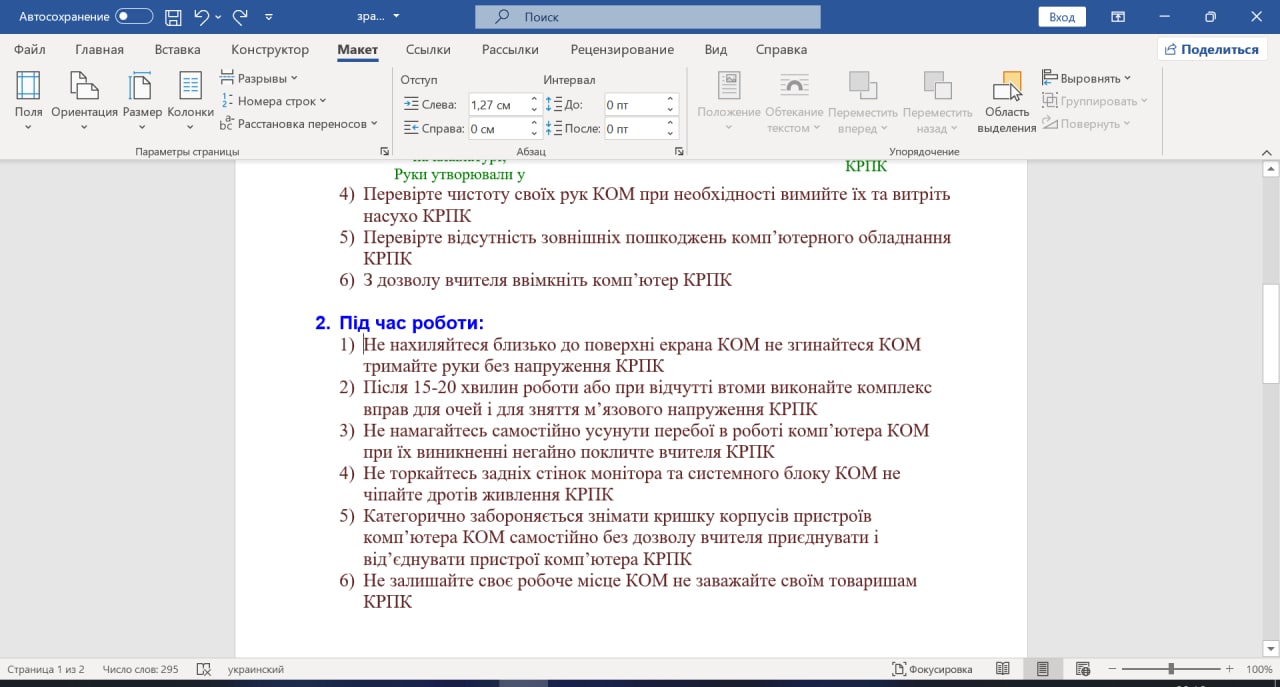 Автосохранение
зра...
Поиск
Вход
Файл Главная Вставка Конструктор Макет Ссылки Рассылки Рецензирование Вид Справка
Поделиться
Поля
Ориентация
Размер
Колонки
Разрывы
Номера строк
Расстановка переносов
Параметры страницы
Отступ
Слева: 1,27 см
Справа: 0 см
Интервал
До: 0 пт
После: 0 пт
Абзац
Положение
Обтекание текстом
Переместить вперед
Переместить назад
Область выделения
Выровнять
Группировать
Повернуть
Упорядочение
Руки утворювали у
КРПК
4) Перевірте чистоту своїх рук КОМ при необхідності вимийте їх та витріть
насухо КРПК
5) Перевірте відсутність зовнішніх пошкоджень комп’ютерного обладнання
КРПК
6) З дозволу вчителя ввімкніть комп’ютер КРПК
2. Під час роботи:
1) Не нахиляйтеся близько до поверхні екрана КОМ не згинайтеся КОМ
тримайте руки без напруження КРПК
2) Після 15-20 хвилин роботи або при відчутті втоми виконайте комплекс
вправ для очей і для зняття м’язового напруження КРПК
3) Не намагайтесь самостійно усунути перебої в роботі комп’ютера КОМ
при їх виникненні негайно покличте вчителя КРПК
4) Не торкайтесь задніх стінок монітора та системного блоку КОМ не
чіпайте дротів живлення КРПК
5) Категорично забороняється знімати кришку корпусів пристроїв
комп’ютера КОМ самостійно без дозволу вчителя приєднувати і
від’єднувати пристрої комп’ютера КРПК
6) Не залишайте своє робоче місце КОМ не заважайте своїм товаришам
КРПК
Страница 1 из 2 Число слов: 295 украинский
Фокусировка
100%